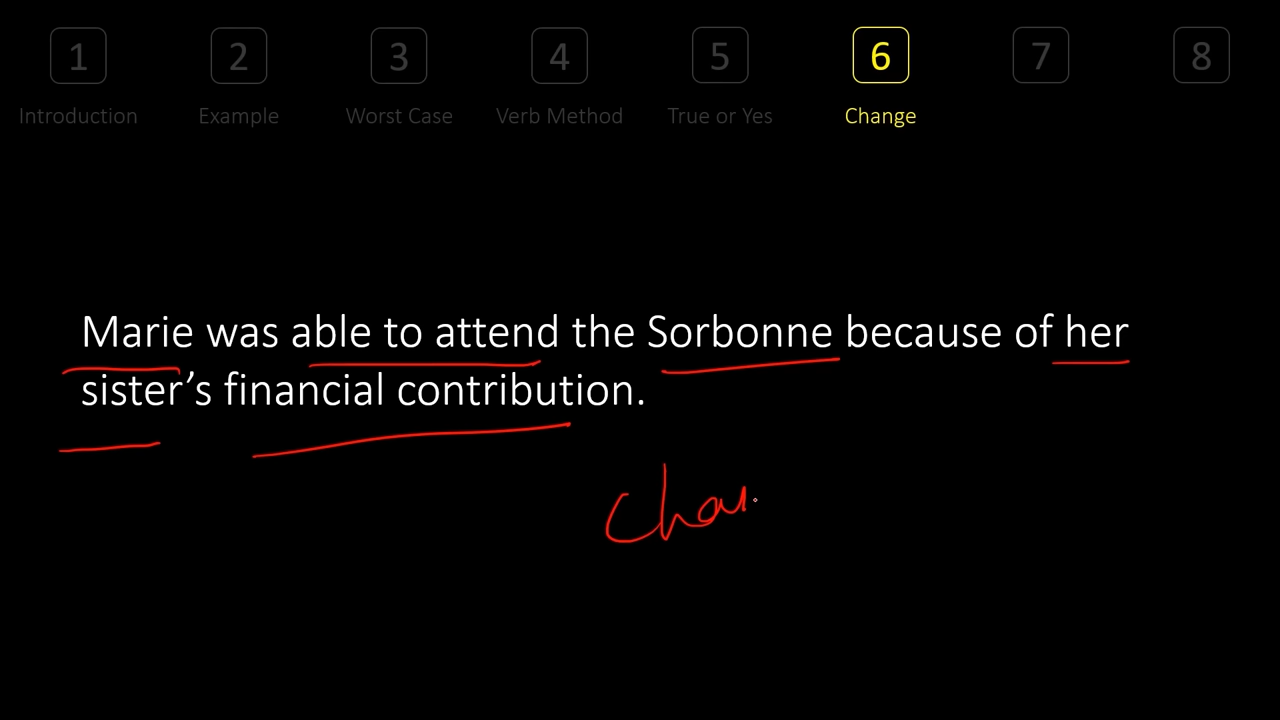 1 2 3 4 5 6 7 8
Introduction Example Worst Case Verb Method True or Yes Change
Marie was able to attend the Sorbonne because of her
sister’s financial contribution.